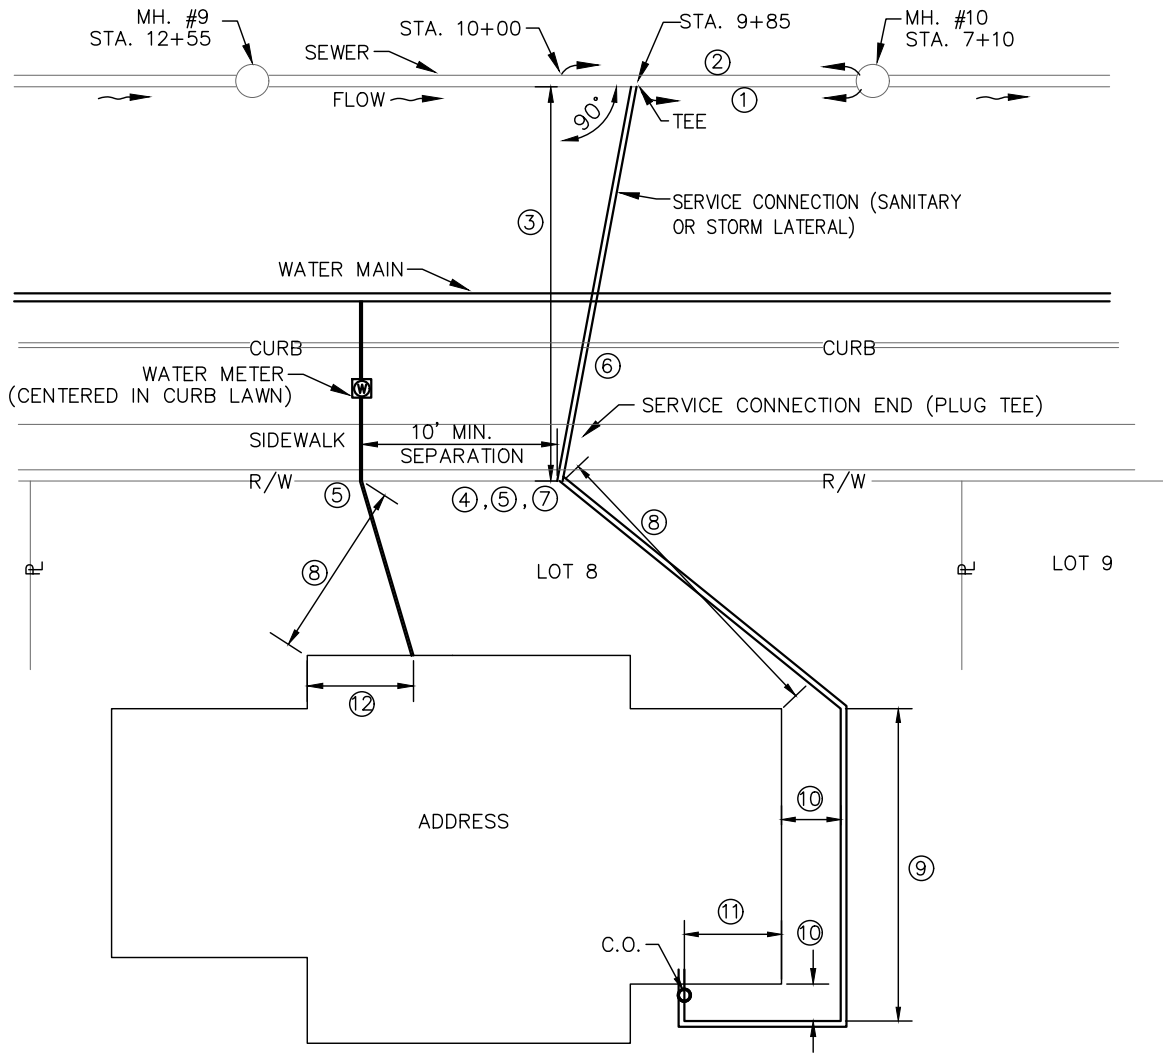 MH. #9
STA. 12+55
STA. 10+00
STA. 9+85
MH. #10
STA. 7+10
SEWER
②
FLOW
①
90°
TEE
③
SERVICE CONNECTION (SANITARY
OR STORM LATERAL)
WATER MAIN
CURB
CURB
⑥
WATER METER
(CENTERED IN CURB LAWN)
W
SERVICE CONNECTION END (PLUG TEE)
SIDEWALK
10' MIN.
SEPARATION
R/W
R/W
⑤
④,⑤,⑦
⑧
⑧
PL
LOT 8
PL
LOT 9
⑫
ADDRESS
⑩
⑨
⑪
⑩
C.O.